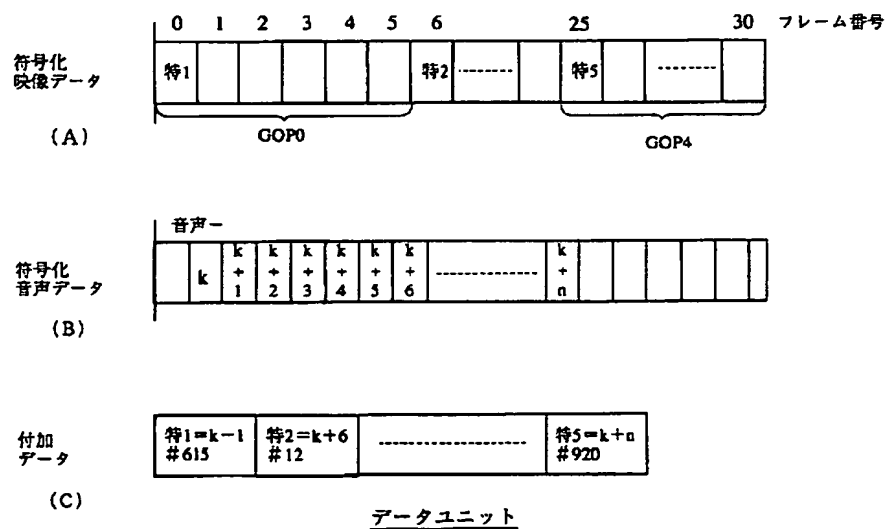 0 1 2 3 4 5 6 25 30 フレーム番号
符号化
映像データ
特1 特2 -------- 特5 --------
(A)
GOP0 GOP4
音声ー
符号化
音声データ
k k+1 k+2 k+3 k+4 k+5 k+6 -------- k+n
(B)
付加
データ
特1=k-1
#615
特2=k+6
#12
特5=k+n
#920
(C)
データユニット